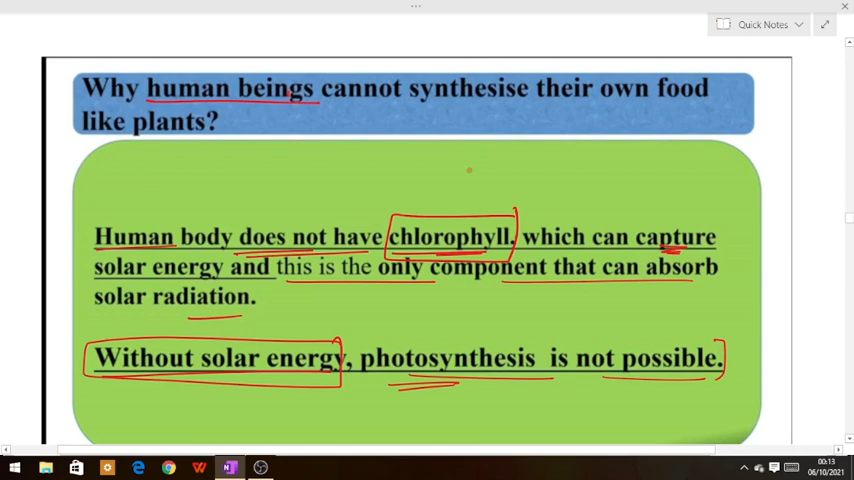 Quick Notes
Why human beings cannot synthesise their own food
like plants?
Human body does not have chlorophyll, which can capture
solar energy and this is the only component that can absorb
solar radiation.
Without solar energy, photosynthesis is not possible.
00:13
06/10/2021